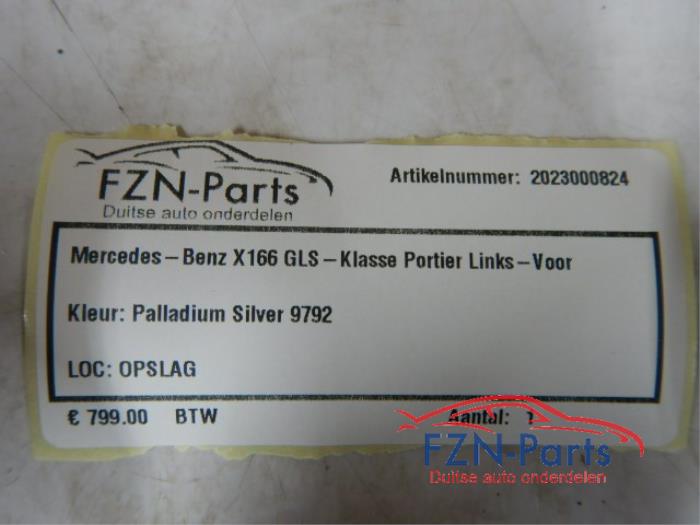 FZN-Parts
Duitse auto onderdelen
Artikelnummer: 2023000824
Mercedes-Benz X166 GLS-Klasse Portier Links-Voor
Kleur: Palladium Silver 9792
LOC: OPSLAG
€ 799.00 BTW
Aantal:
FZN-Parts
Duitse auto onderdelen